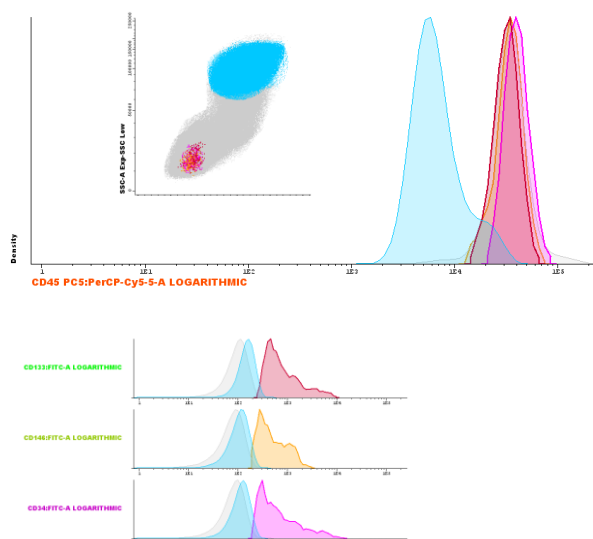 SSC-A Exp-SSC Low
Density
1
1E1
1E2
1E3
1E4
1E5
CD45 PC5:PerCP-Cy5-5-A LOGARITHMIC
CD133:FITC-A LOGARITHMIC
CD146:FITC-A LOGARITHMIC
CD34:FITC-A LOGARITHMIC